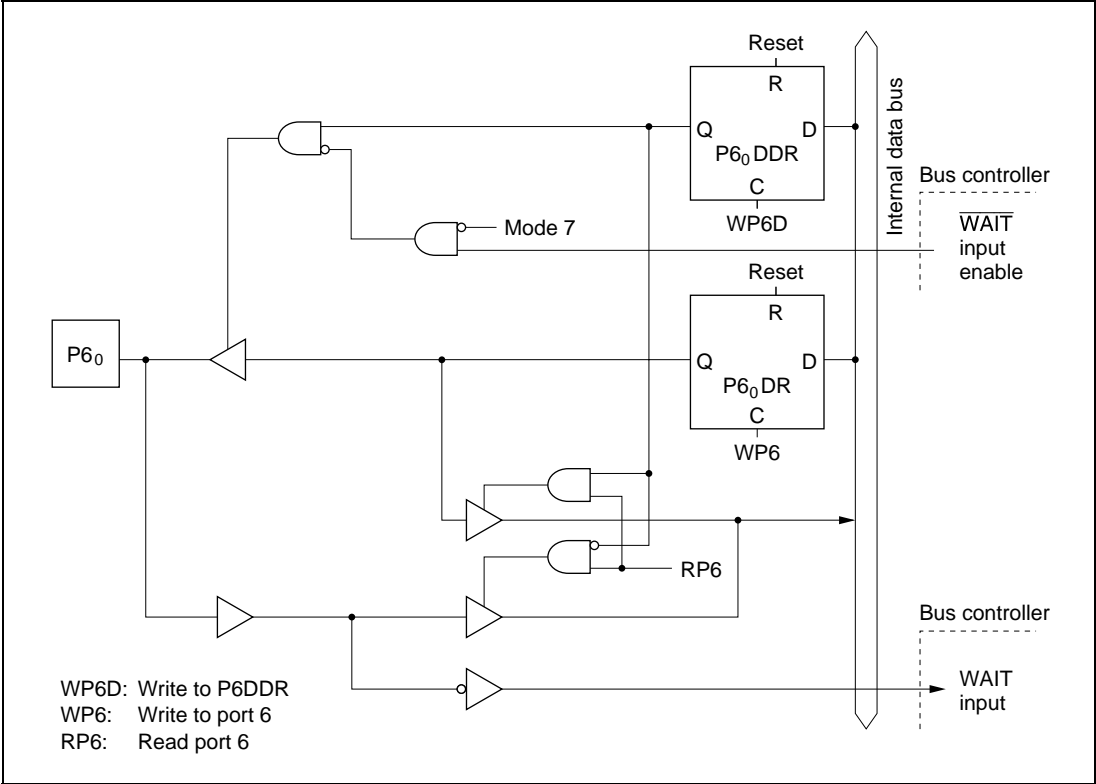 Reset
R
Q D
P6₀DDR
C
WP6D
Internal data bus
Bus controller
W̅A̅I̅T̅
input
enable
Mode 7
Reset
R
Q D
P6₀DR
C
WP6
P6₀
RP6
Bus controller
WAIT
input
WP6D: Write to P6DDR
WP6: Write to port 6
RP6: Read port 6